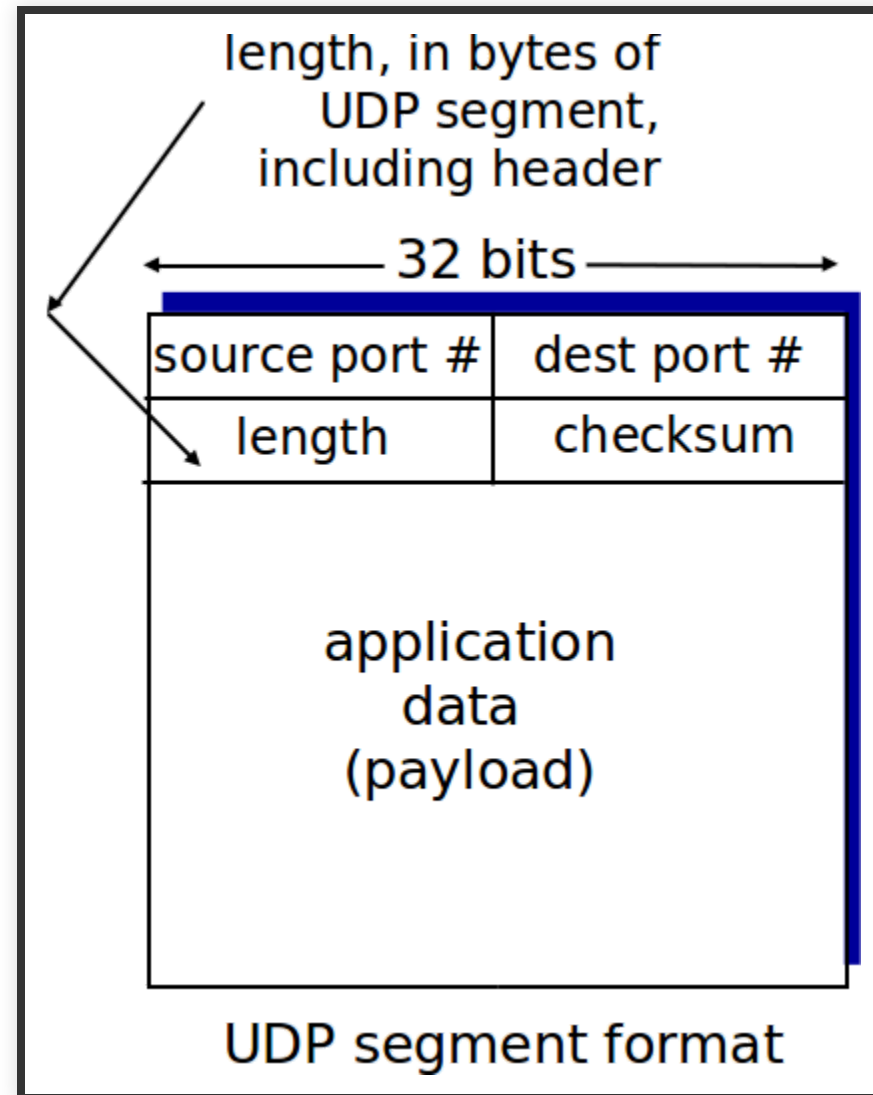 length, in bytes of
UDP segment,
including header
32 bits
source port # dest port #
length checksum
application
data
(payload)
UDP segment format